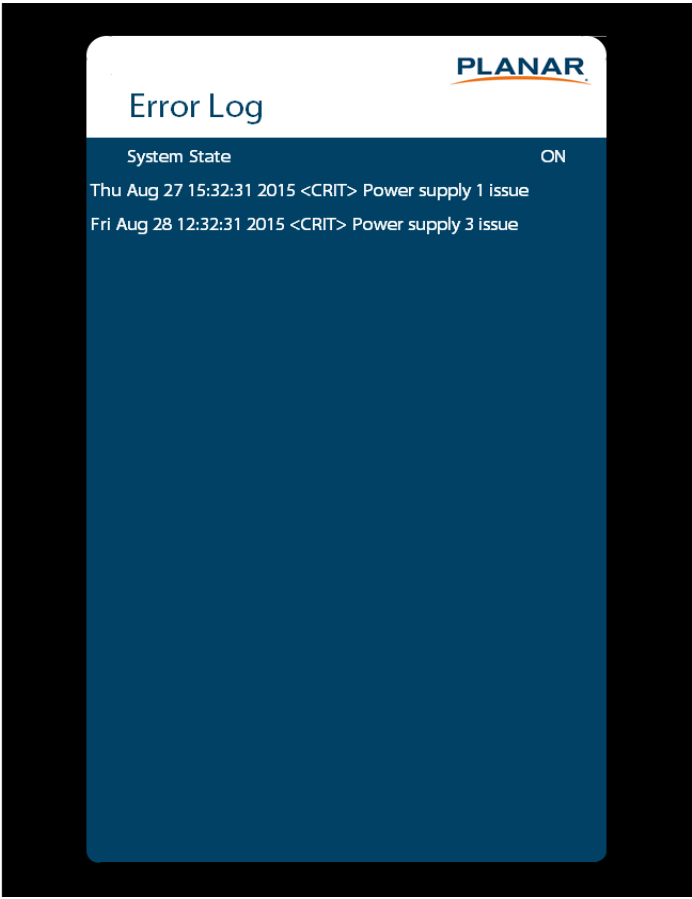 PLANAR
Error Log
System State ON
Thu Aug 27 15:32:31 2015 <CRIT> Power supply 1 issue
Fri Aug 28 12:32:31 2015 <CRIT> Power supply 3 issue